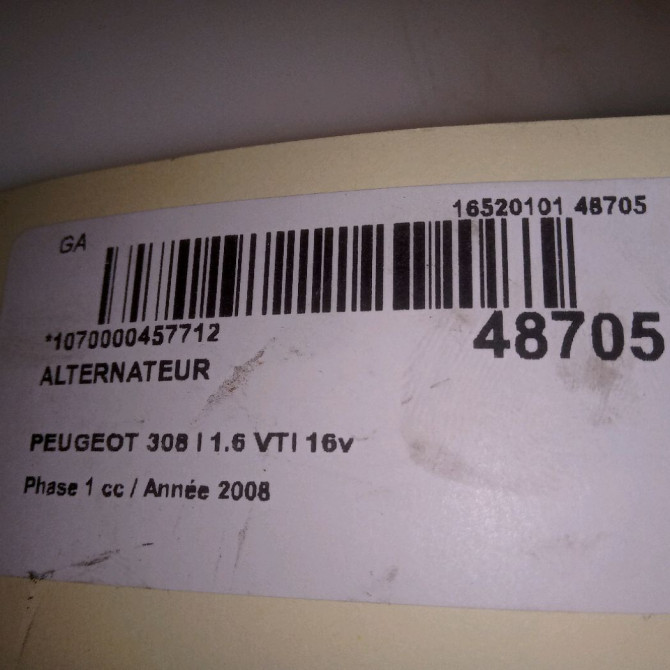 16520101 48705
GA
*1070000457712
48705
ALTERNATEUR
PEUGEOT 308 I 1.6 VTI 16v
Phase 1 cc / Année 2008